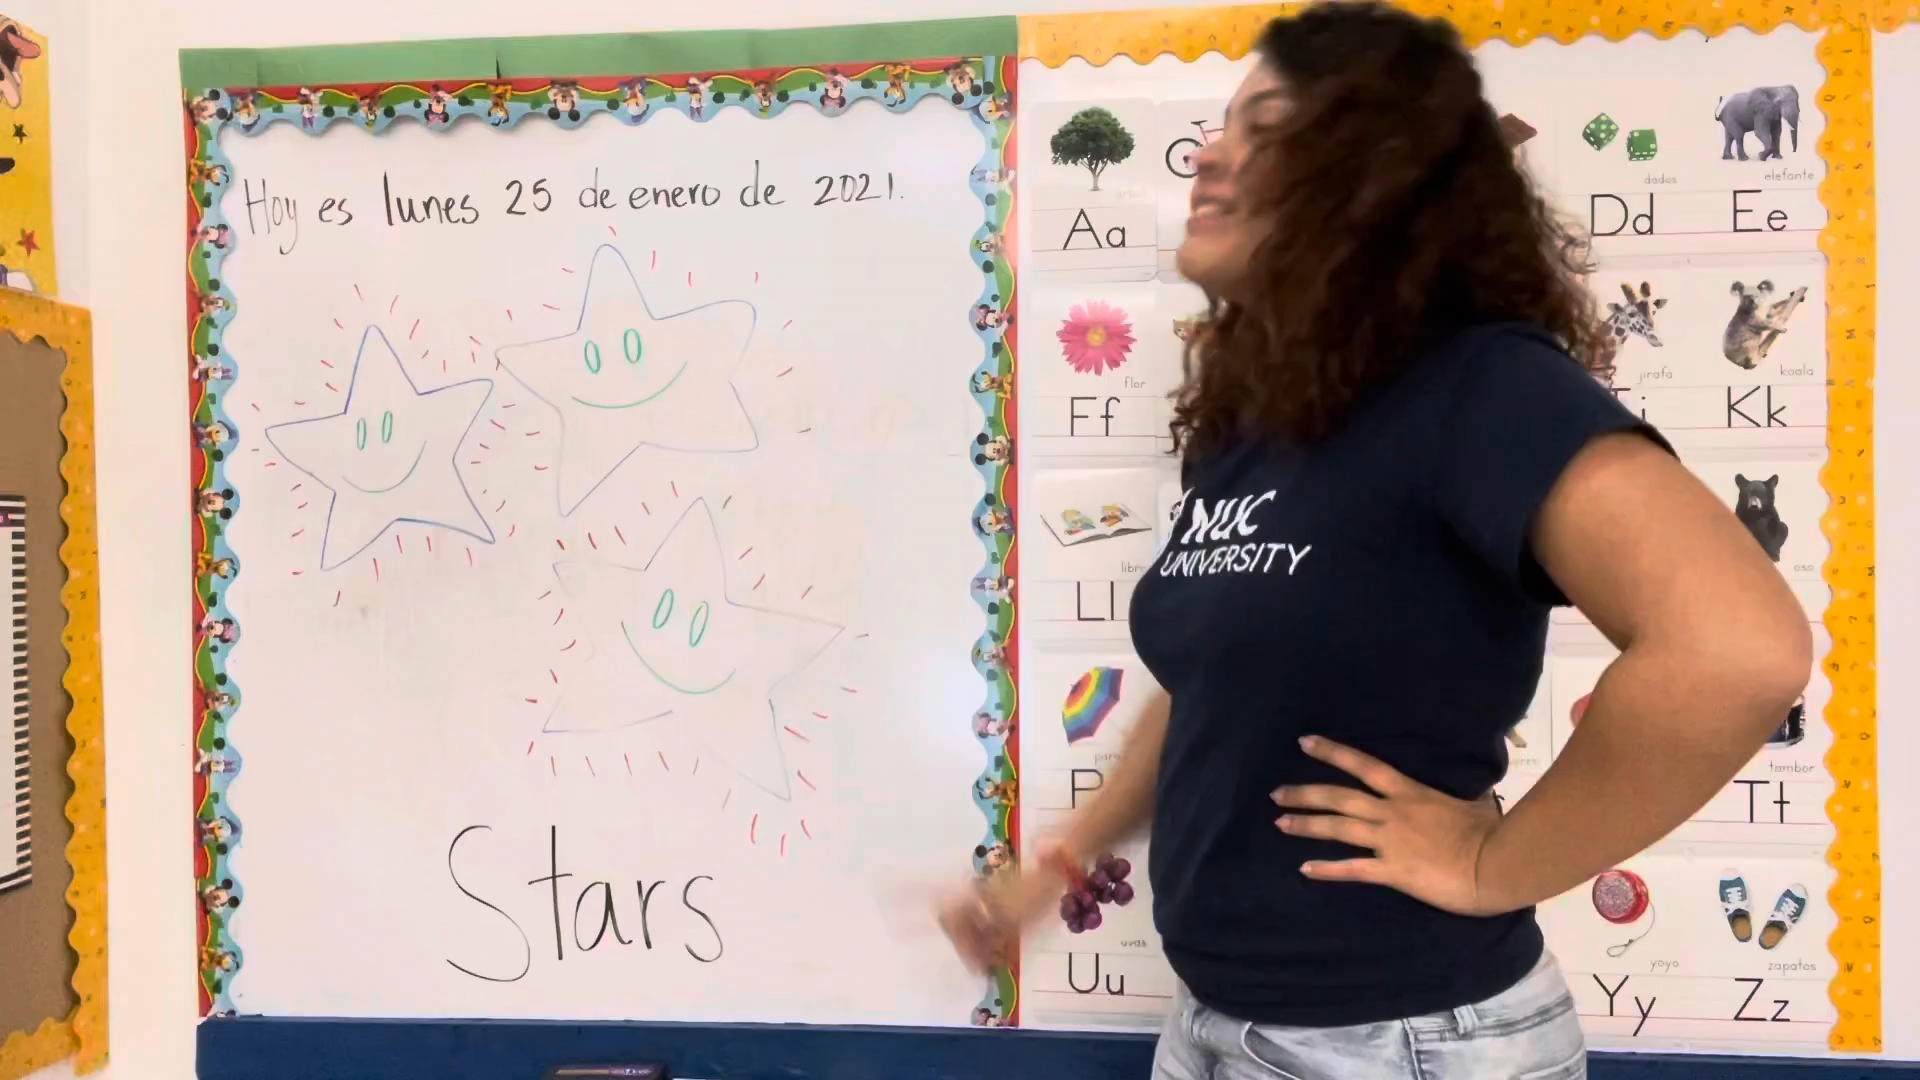 Hoy es lunes 25 de enero de 2021.
Stars
Aa
dados
Dd
elefante
Ee
flor
Ff
jirafa
koala
Kk
Ll
oso
NUC
UNIVERSITY
tambor
Tt
uvas
Uu
yoyo
Yy
zapatos
Zz